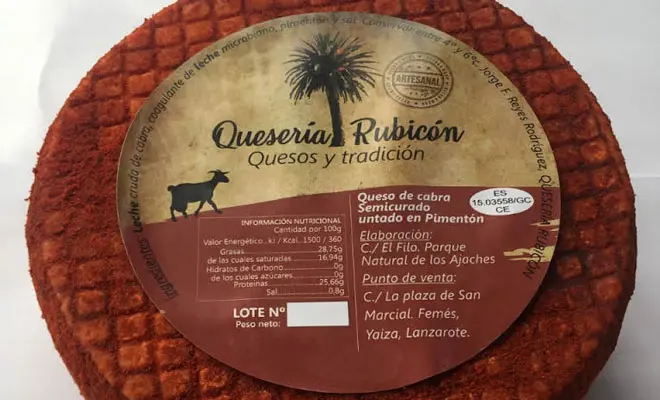 Ingredientes: Leche cruda de cabra, coagulante de leche microbiano, pimentón y sal. Conservar entre 4º y 6ºc. Jorge F. Reyes Rodríguez. QUESERIA RUBICÓN
ARTESANAL
Quesería Rubicón
Quesos y tradición
INFORMACIÓN NUTRICIONAL
Cantidad por 100g
Valor Energético..kj / Kcal..1500 / 360
Grasas 28,75g
de las cuales saturadas 16,94g
Hidratos de Carbono 0g
de los cuales azúcares 0g
Proteinas 25,66g
Sal 0,8g
LOTE Nº
Peso neto:
Queso de cabra
Semicurado
untado en Pimentón
ES
15.03558/GC
CE
Elaboración:
C./ El Filo. Parque
Natural de los Ajaches
Punto de venta:
C./ La plaza de San
Marcial. Femés,
Yaiza, Lanzarote.